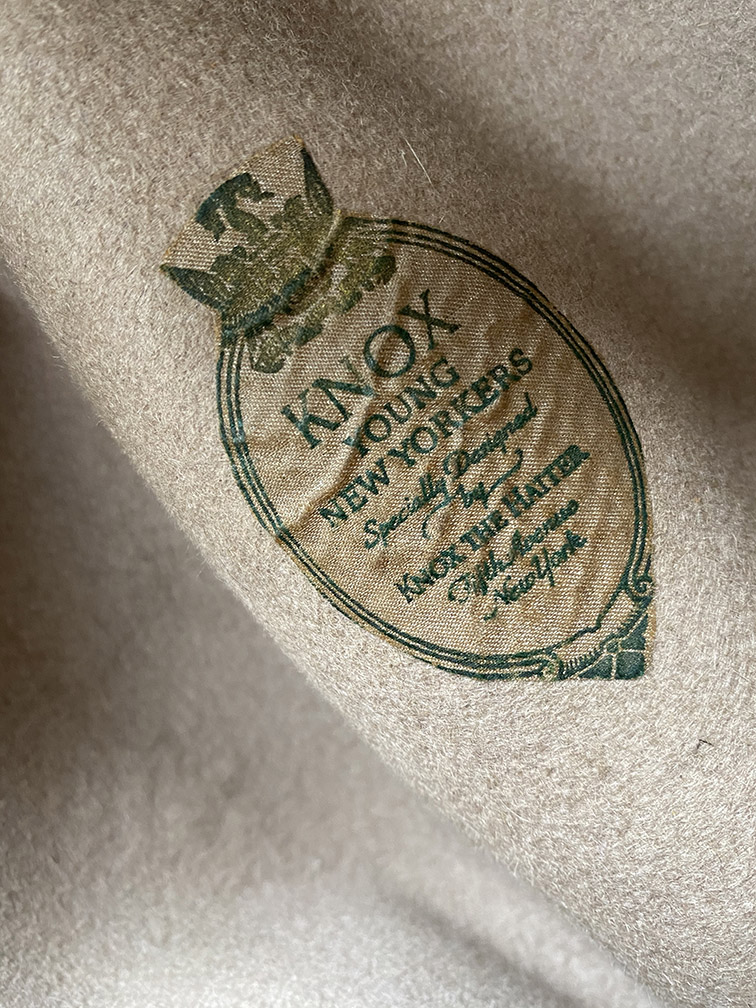 KNOX
YOUNG
NEW YORKERS
Specially Designed
by
KNOX THE HATTER
Fifth Avenue
New York